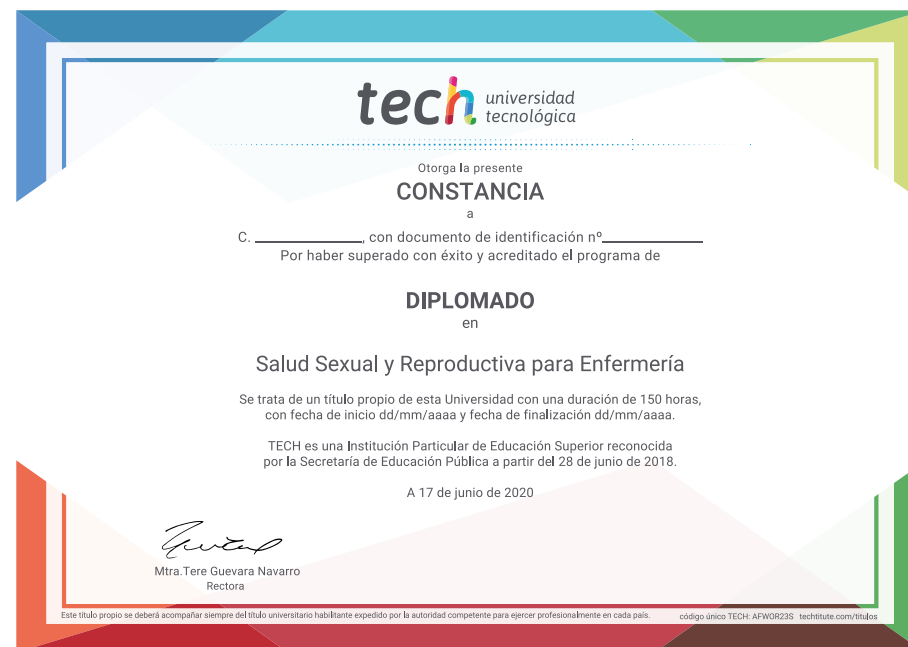 tech universidad
tecnológica
Otorga la presente
CONSTANCIA
a
C. ____________, con documento de identificación nº____________
Por haber superado con éxito y acreditado el programa de
DIPLOMADO
en
Salud Sexual y Reproductiva para Enfermería
Se trata de un título propio de esta Universidad con una duración de 150 horas,
con fecha de inicio dd/mm/aaaa y fecha de finalización dd/mm/aaaa.
TECH es una Institución Particular de Educación Superior reconocida
por la Secretaría de Educación Pública a partir del 28 de junio de 2018.
A 17 de junio de 2020
Mtra.Tere Guevara Navarro
Rectora
Este título propio se deberá acompañar siempre del título universitario habilitante expedido por la autoridad competente para ejercer profesionalmente en cada país. código único TECH: AFWOR23S techtitute.com/titulos